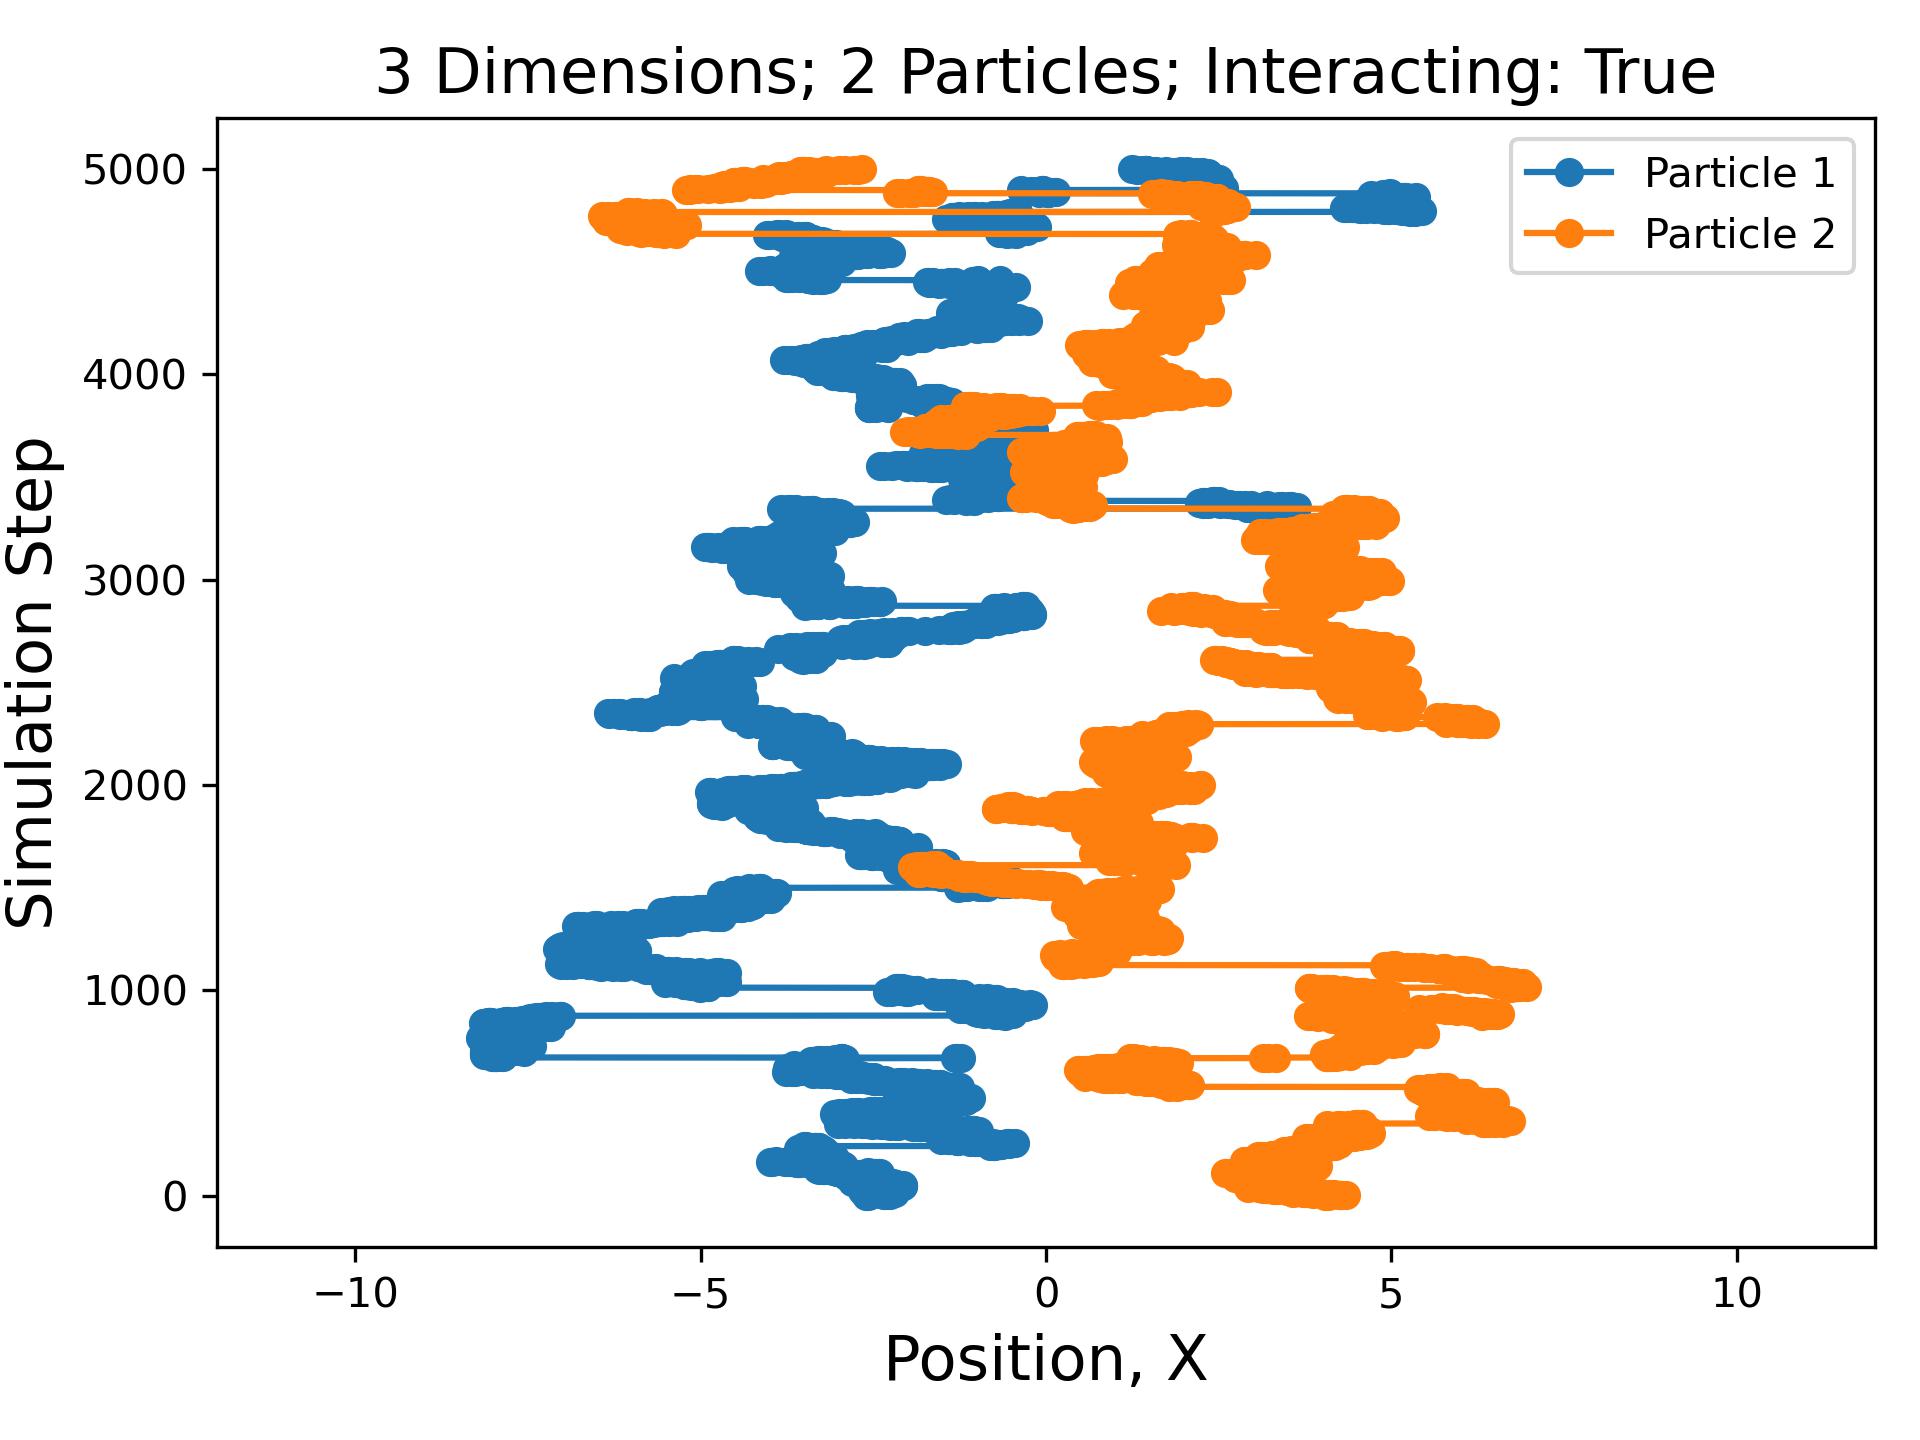 3 Dimensions; 2 Particles; Interacting: True
Particle 1
Particle 2
Simulation Step
5000
4000
3000
2000
1000
0
−10
−5
0
5
10
Position, X